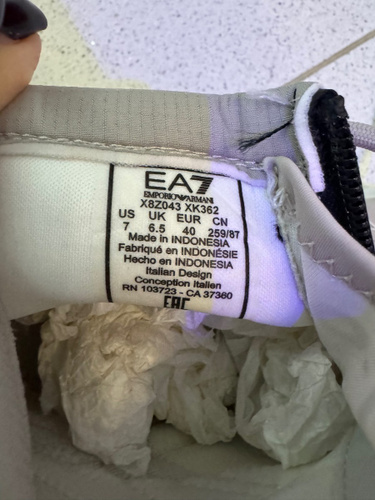 EA7
EMPORIO ARMANI
X8Z043 XK362
US UK EUR CN
7 6.5 40 259/87
Made in INDONESIA
Fabriqué en INDONÉSIE
Hecho en INDONESIA
Italian Design
Conception Italien
RN 103723 - CA 37360
EAC